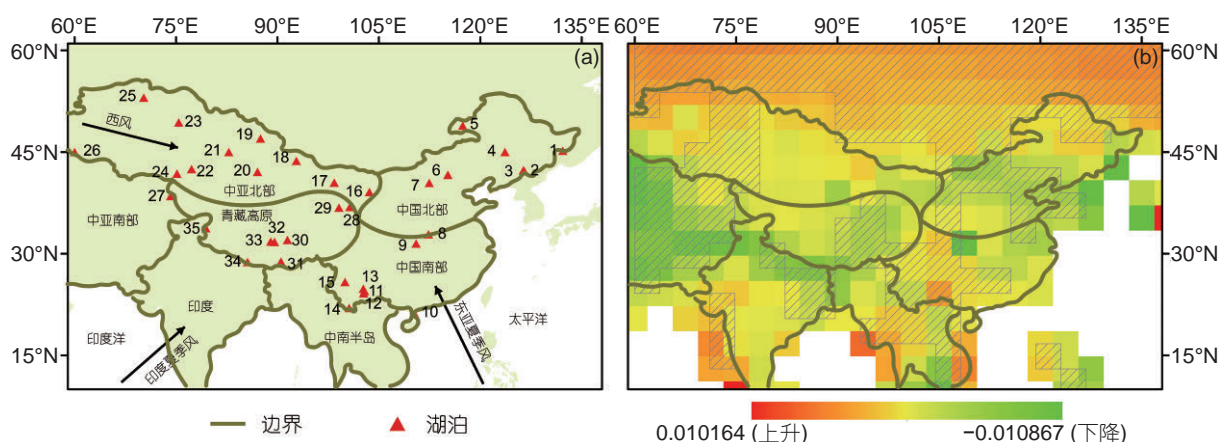 60°E 75°E 90°E 105°E 120°E 135°E
60°E 75°E 90°E 105°E 120°E 135°E
60°N
45°N
30°N
15°N
(a)
25
西风
23
19
5
26
21
18
4
1
24
22
20
17
6
3
2
27
中亚北部
16
7
中国北部
青藏高原
29
28
中亚南部
35
32
33
30
8
9
34
31
中国南部
15
13
11
12
印度
14
10
太平洋
印度洋
中南半岛
印度夏季风
东亚夏季风
(b)
60°N
45°N
30°N
15°N
边界
湖泊
0.010164 (上升)
−0.010867 (下降)